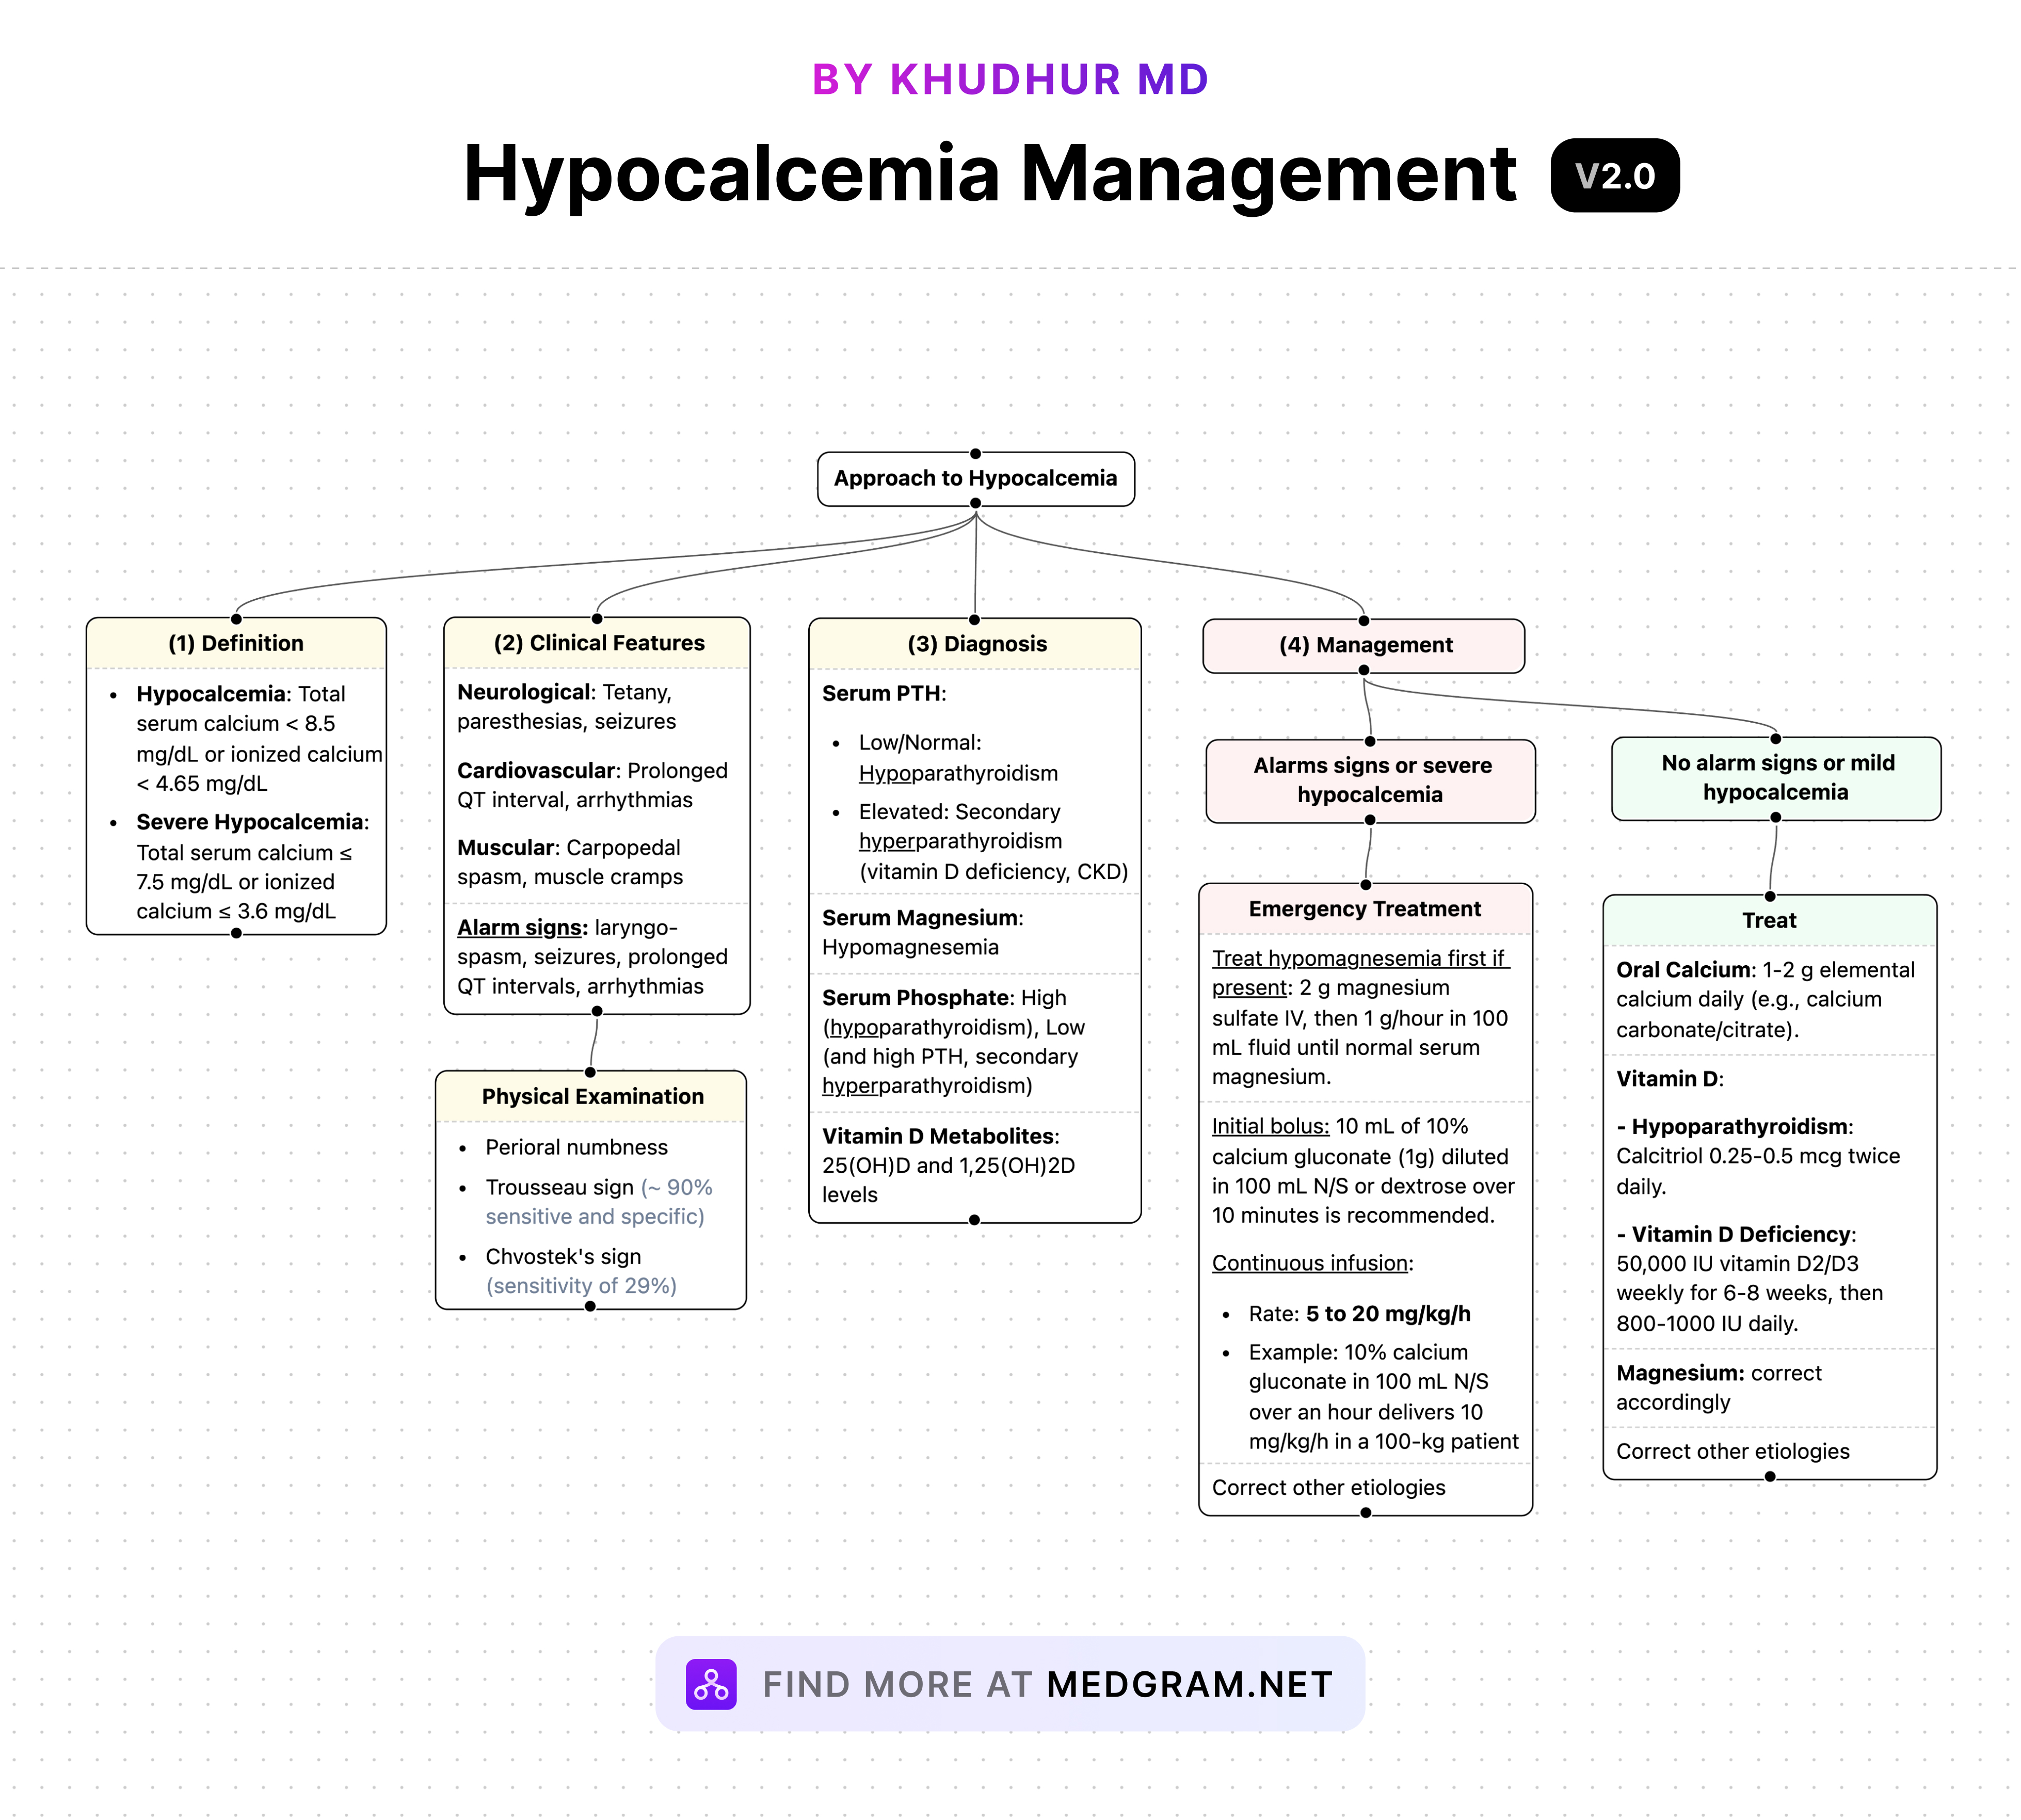 BY KHUDHUR MD
Hypocalcemia Management
V2.0
Approach to Hypocalcemia
(1) Definition
• Hypocalcemia: Total
serum calcium < 8.5
mg/dL or ionized calcium
< 4.65 mg/dL
• Severe Hypocalcemia:
Total serum calcium ≤
7.5 mg/dL or ionized
calcium ≤ 3.6 mg/dL
(2) Clinical Features
Neurological: Tetany,
paresthesias, seizures
Cardiovascular: Prolonged
QT interval, arrhythmias
Muscular: Carpopedal
spasm, muscle cramps
Alarm signs: laryngo-
spasm, seizures, prolonged
QT intervals, arrhythmias
Physical Examination
• Perioral numbness
• Trousseau sign (~ 90%
sensitive and specific)
• Chvostek's sign
(sensitivity of 29%)
(3) Diagnosis
Serum PTH:
• Low/Normal:
Hypoparathyroidism
• Elevated: Secondary
hyperparathyroidism
(vitamin D deficiency, CKD)
Serum Magnesium:
Hypomagnesemia
Serum Phosphate: High
(hypoparathyroidism), Low
(and high PTH, secondary
hyperparathyroidism)
Vitamin D Metabolites:
25(OH)D and 1,25(OH)2D
levels
(4) Management
Alarms signs or severe
hypocalcemia
Emergency Treatment
Treat hypomagnesemia first if
present: 2 g magnesium
sulfate IV, then 1 g/hour in 100
mL fluid until normal serum
magnesium.
Initial bolus: 10 mL of 10%
calcium gluconate (1g) diluted
in 100 mL N/S or dextrose over
10 minutes is recommended.
Continuous infusion:
• Rate: 5 to 20 mg/kg/h
• Example: 10% calcium
gluconate in 100 mL N/S
over an hour delivers 10
mg/kg/h in a 100-kg patient
Correct other etiologies
No alarm signs or mild
hypocalcemia
Treat
Oral Calcium: 1-2 g elemental
calcium daily (e.g., calcium
carbonate/citrate).
Vitamin D:
- Hypoparathyroidism:
Calcitriol 0.25-0.5 mcg twice
daily.
- Vitamin D Deficiency:
50,000 IU vitamin D2/D3
weekly for 6-8 weeks, then
800-1000 IU daily.
Magnesium: correct
accordingly
Correct other etiologies
FIND MORE AT MEDGRAM.NET